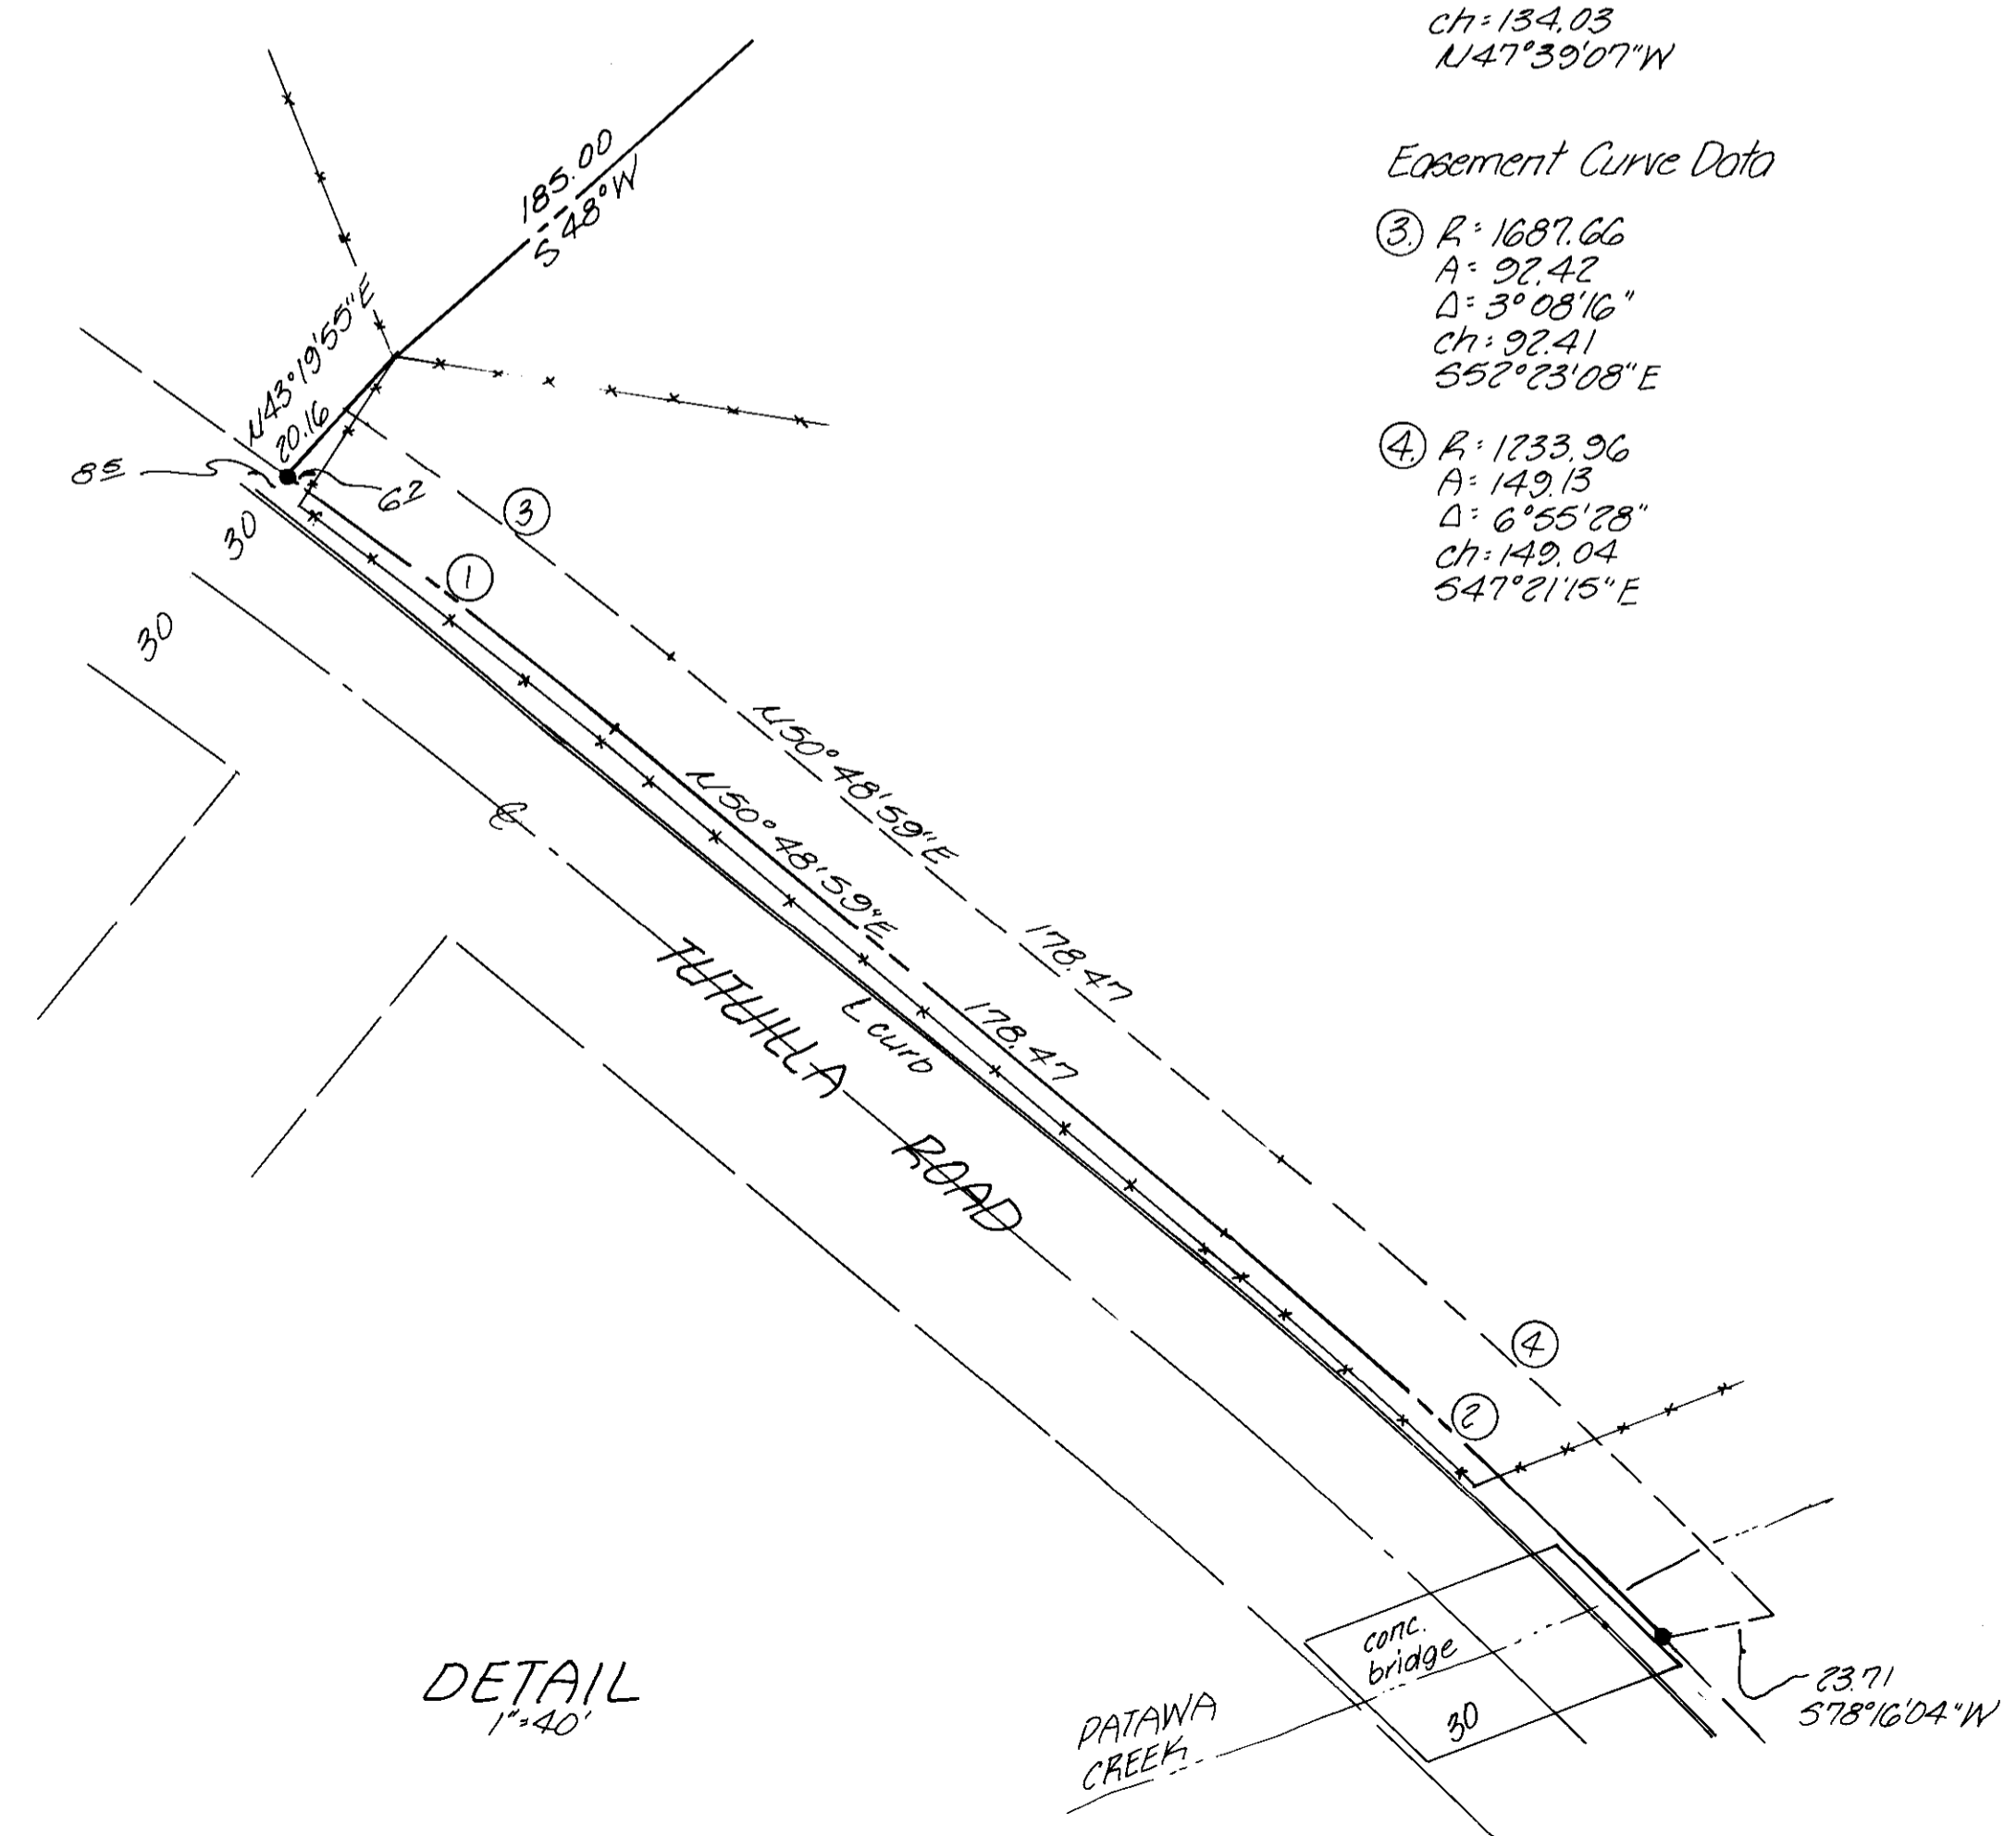 ch=134.03
N47°39'07"W
Easement Curve Data
3. R=1687.66
A=92.42
Δ=3°08'16"
ch=92.41
S52°23'08"E
4. R=1233.96
A=149.13
Δ=6°55'28"
ch=149.04
S47°21'15"E
185.00
S 48°W
N43°19'55"E
20.16
85
62
30
30
3
1
N50°48'59"E
178.47
N50°48'59"E
178.47
℄
TUTUILLA ROAD
curb
4
2
conc.
bridge
30
PATAWA
CREEK
23.71
S78°16'04"W
DETAIL
1"=40'